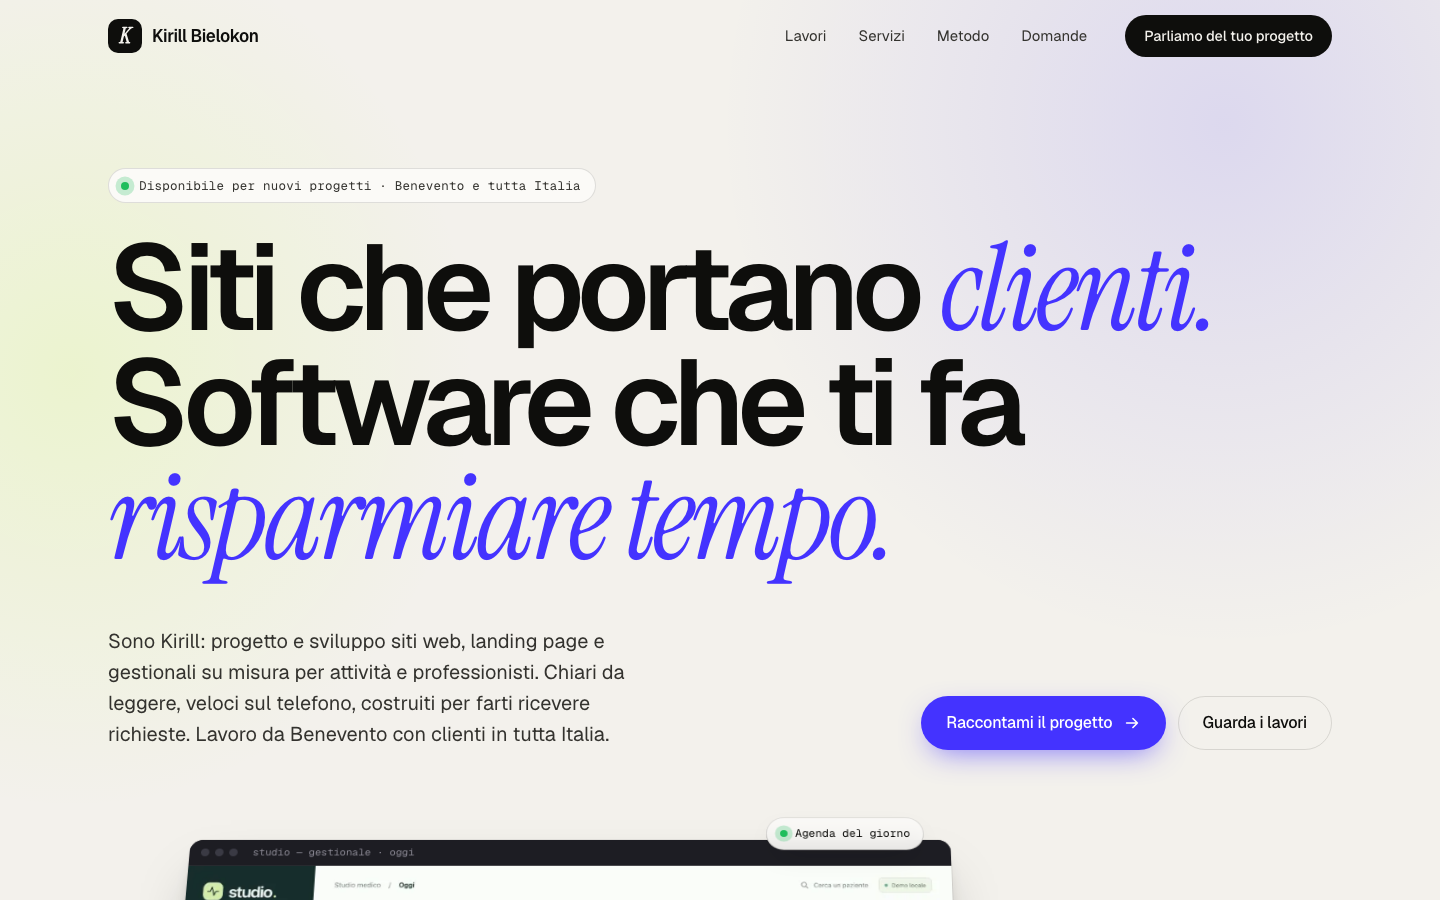 K Kirill Bielokon
Lavori Servizi Metodo Domande Parliamo del tuo progetto
Disponibile per nuovi progetti · Benevento e tutta Italia
Siti che portano clienti.
Software che ti fa
risparmiare tempo.
Sono Kirill: progetto e sviluppo siti web, landing page e
gestionali su misura per attività e professionisti. Chiari da
leggere, veloci sul telefono, costruiti per farti ricevere
richieste. Lavoro da Benevento con clienti in tutta Italia.
Raccontami il progetto →
Guarda i lavori
Agenda del giorno
studio — gestionale · oggi
studio.
Studio medico / Oggi
Cerca un paziente
Demo locale